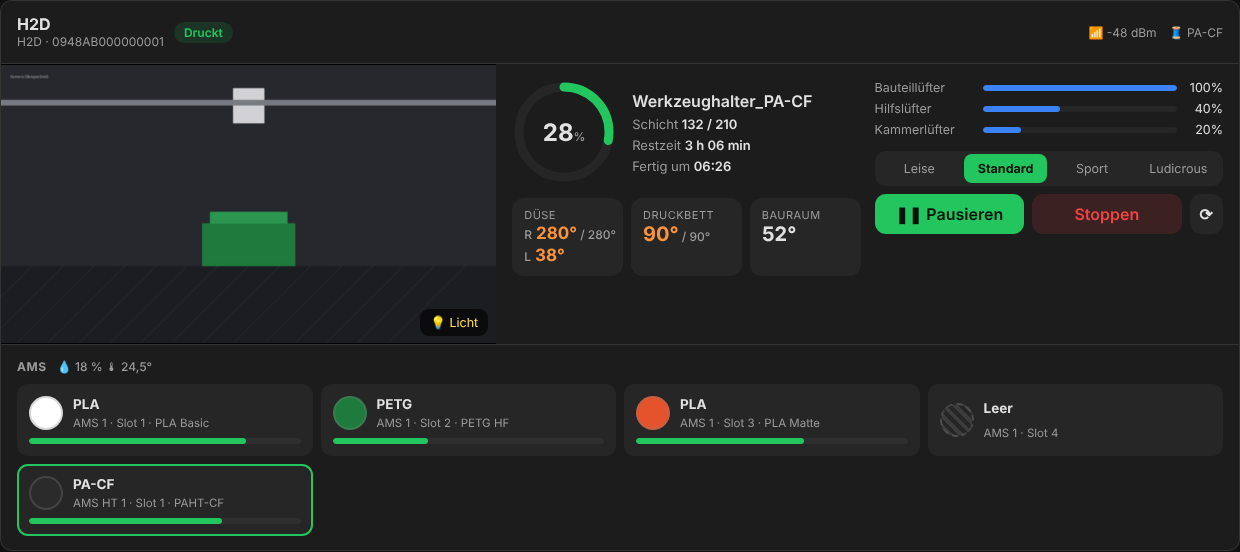 H2D
H2D · 0948AB000000001
Druckt
-48 dBm
PA-CF
28%
Werkzeughalter_PA-CF
Schicht 132 / 210
Restzeit 3 h 06 min
Fertig um 06:26
DÜSE
R 280° / 280°
L 38°
DRUCKBETT
90° / 90°
BAURAUM
52°
Bauteillüfter 100%
Hilfslüfter 40%
Kammerlüfter 20%
Leise Standard Sport Ludicrous
Pausieren
Stoppen
Licht
AMS 18 % 24,5°
PLA
AMS 1 · Slot 1 · PLA Basic
PETG
AMS 1 · Slot 2 · PETG HF
PLA
AMS 1 · Slot 3 · PLA Matte
Leer
AMS 1 · Slot 4
PA-CF
AMS HT 1 · Slot 1 · PAHT-CF